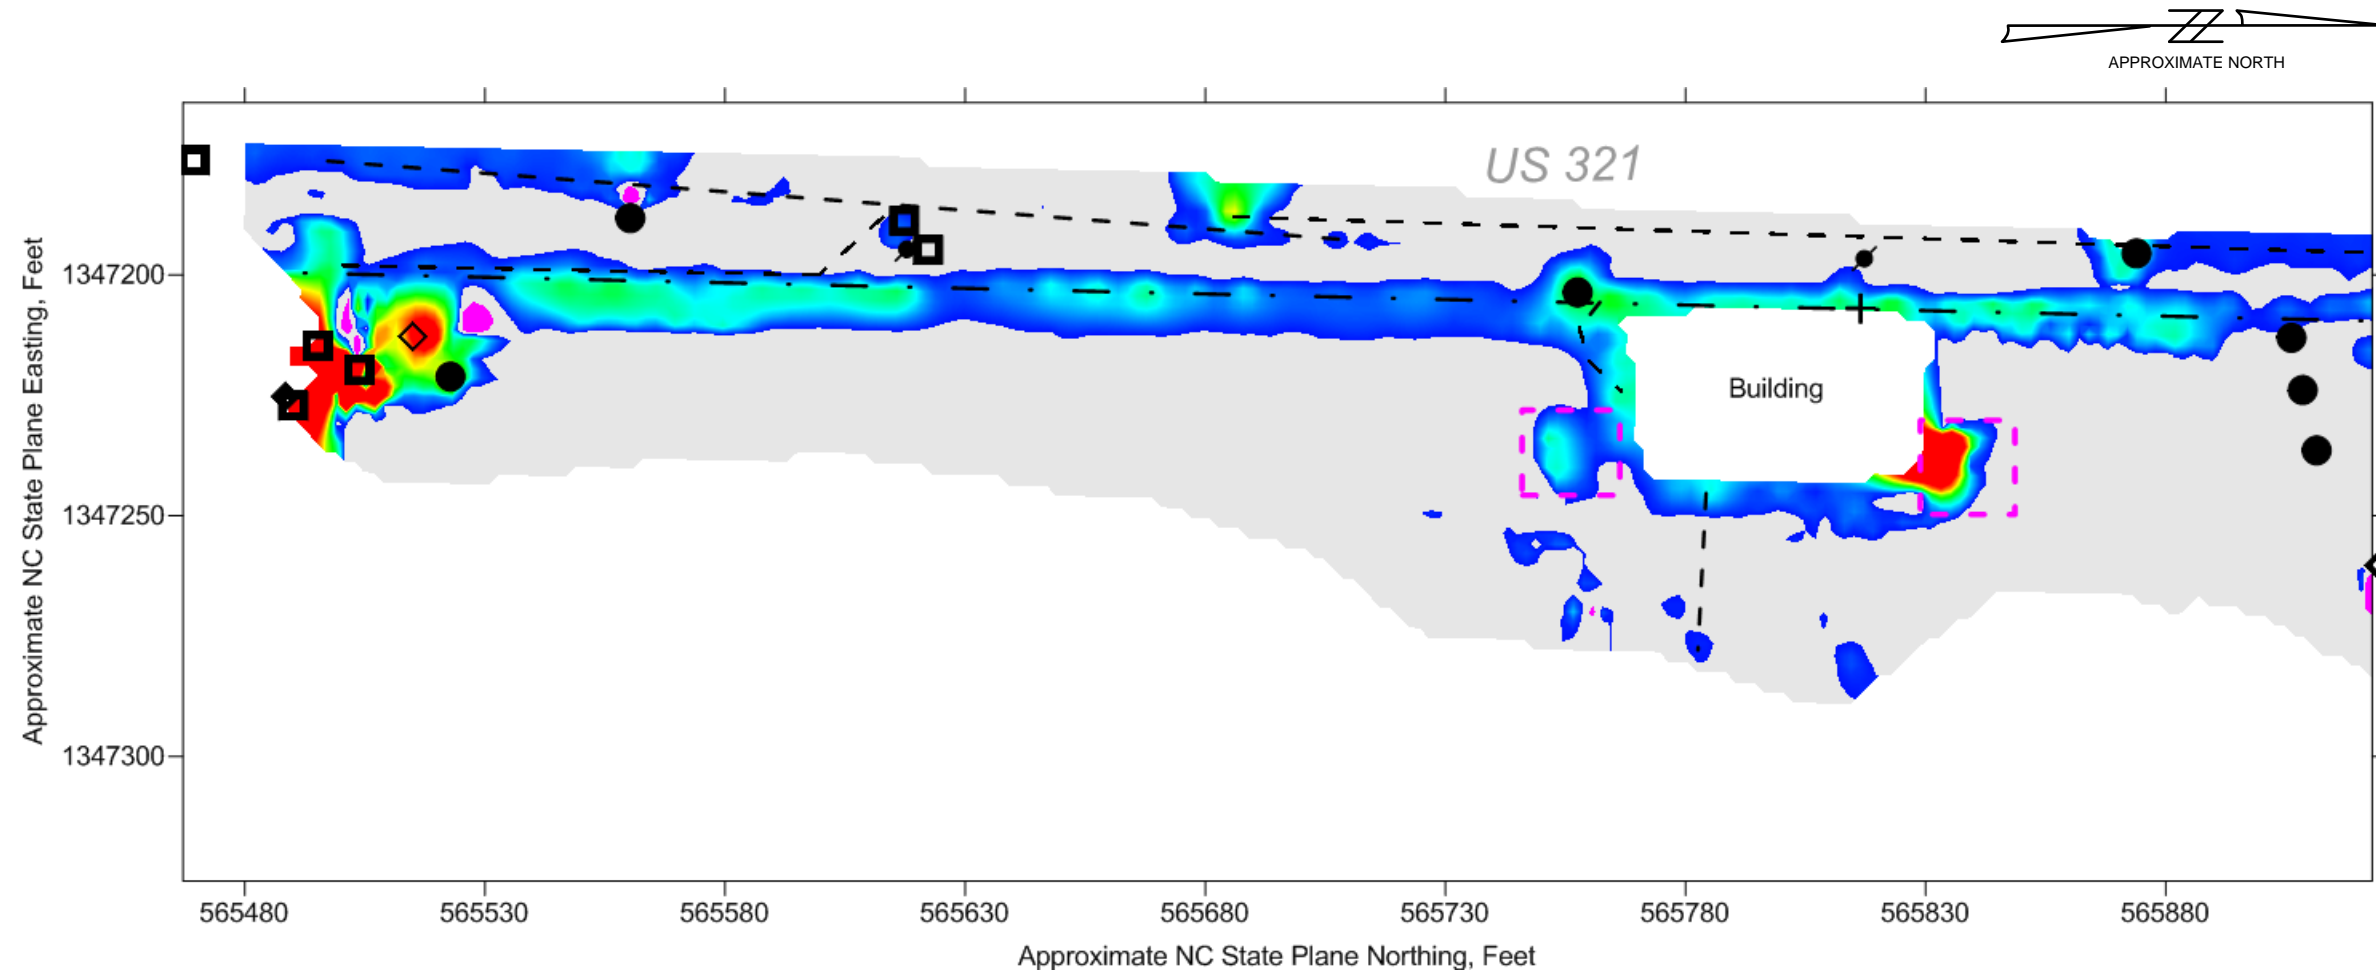 APPROXIMATE NORTH
US 321
Approximate NC State Plane Easting, Feet
1347200
1347250
1347300
Building
565480 565530 565580 565630 565680 565730 565780 565830 565880
Approximate NC State Plane Northing, Feet